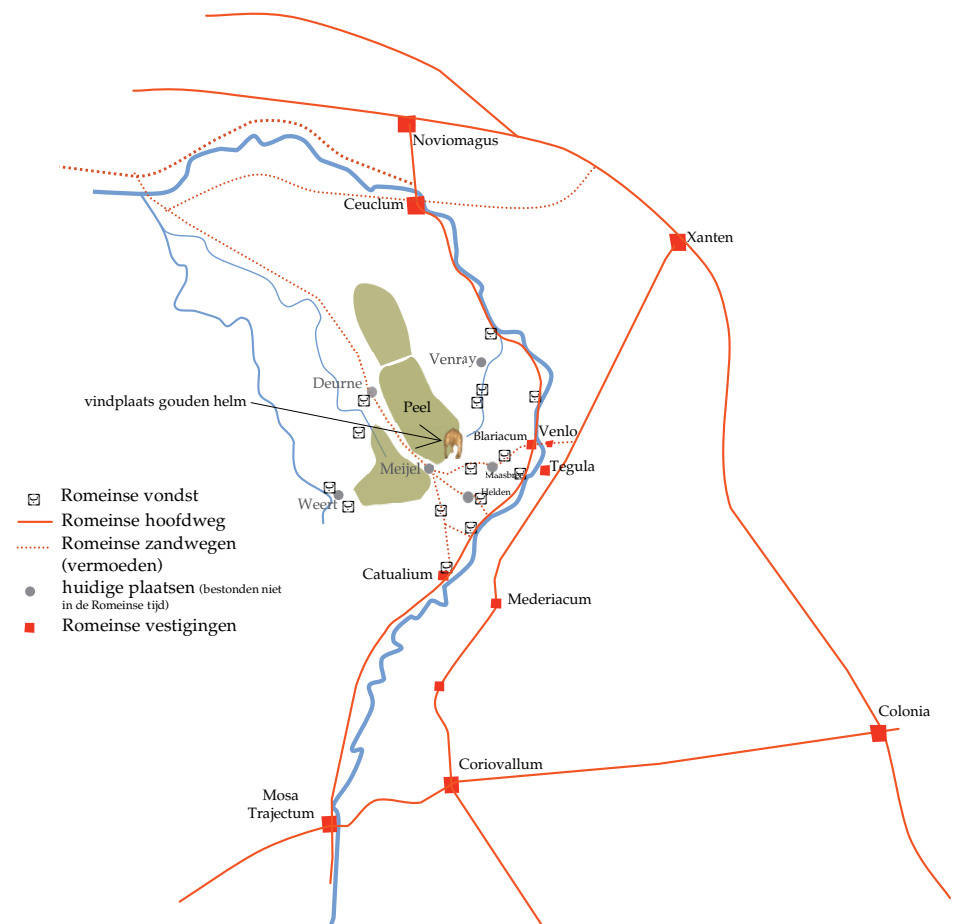 Noviomagus
Ceuclum
Xanten
Venray
Deurne
vindplaats gouden helm
Peel
Blariacum
Venlo
Meijel
Maasbree
Tegula
Helden
Weert
Romeinse vondst
Romeinse hoofdweg
Romeinse zandwegen
(vermoeden)
huidige plaatsen (bestonden niet
in de Romeinse tijd)
Romeinse vestigingen
Catualium
Mederiacum
Colonia
Coriovallum
Mosa
Trajectum